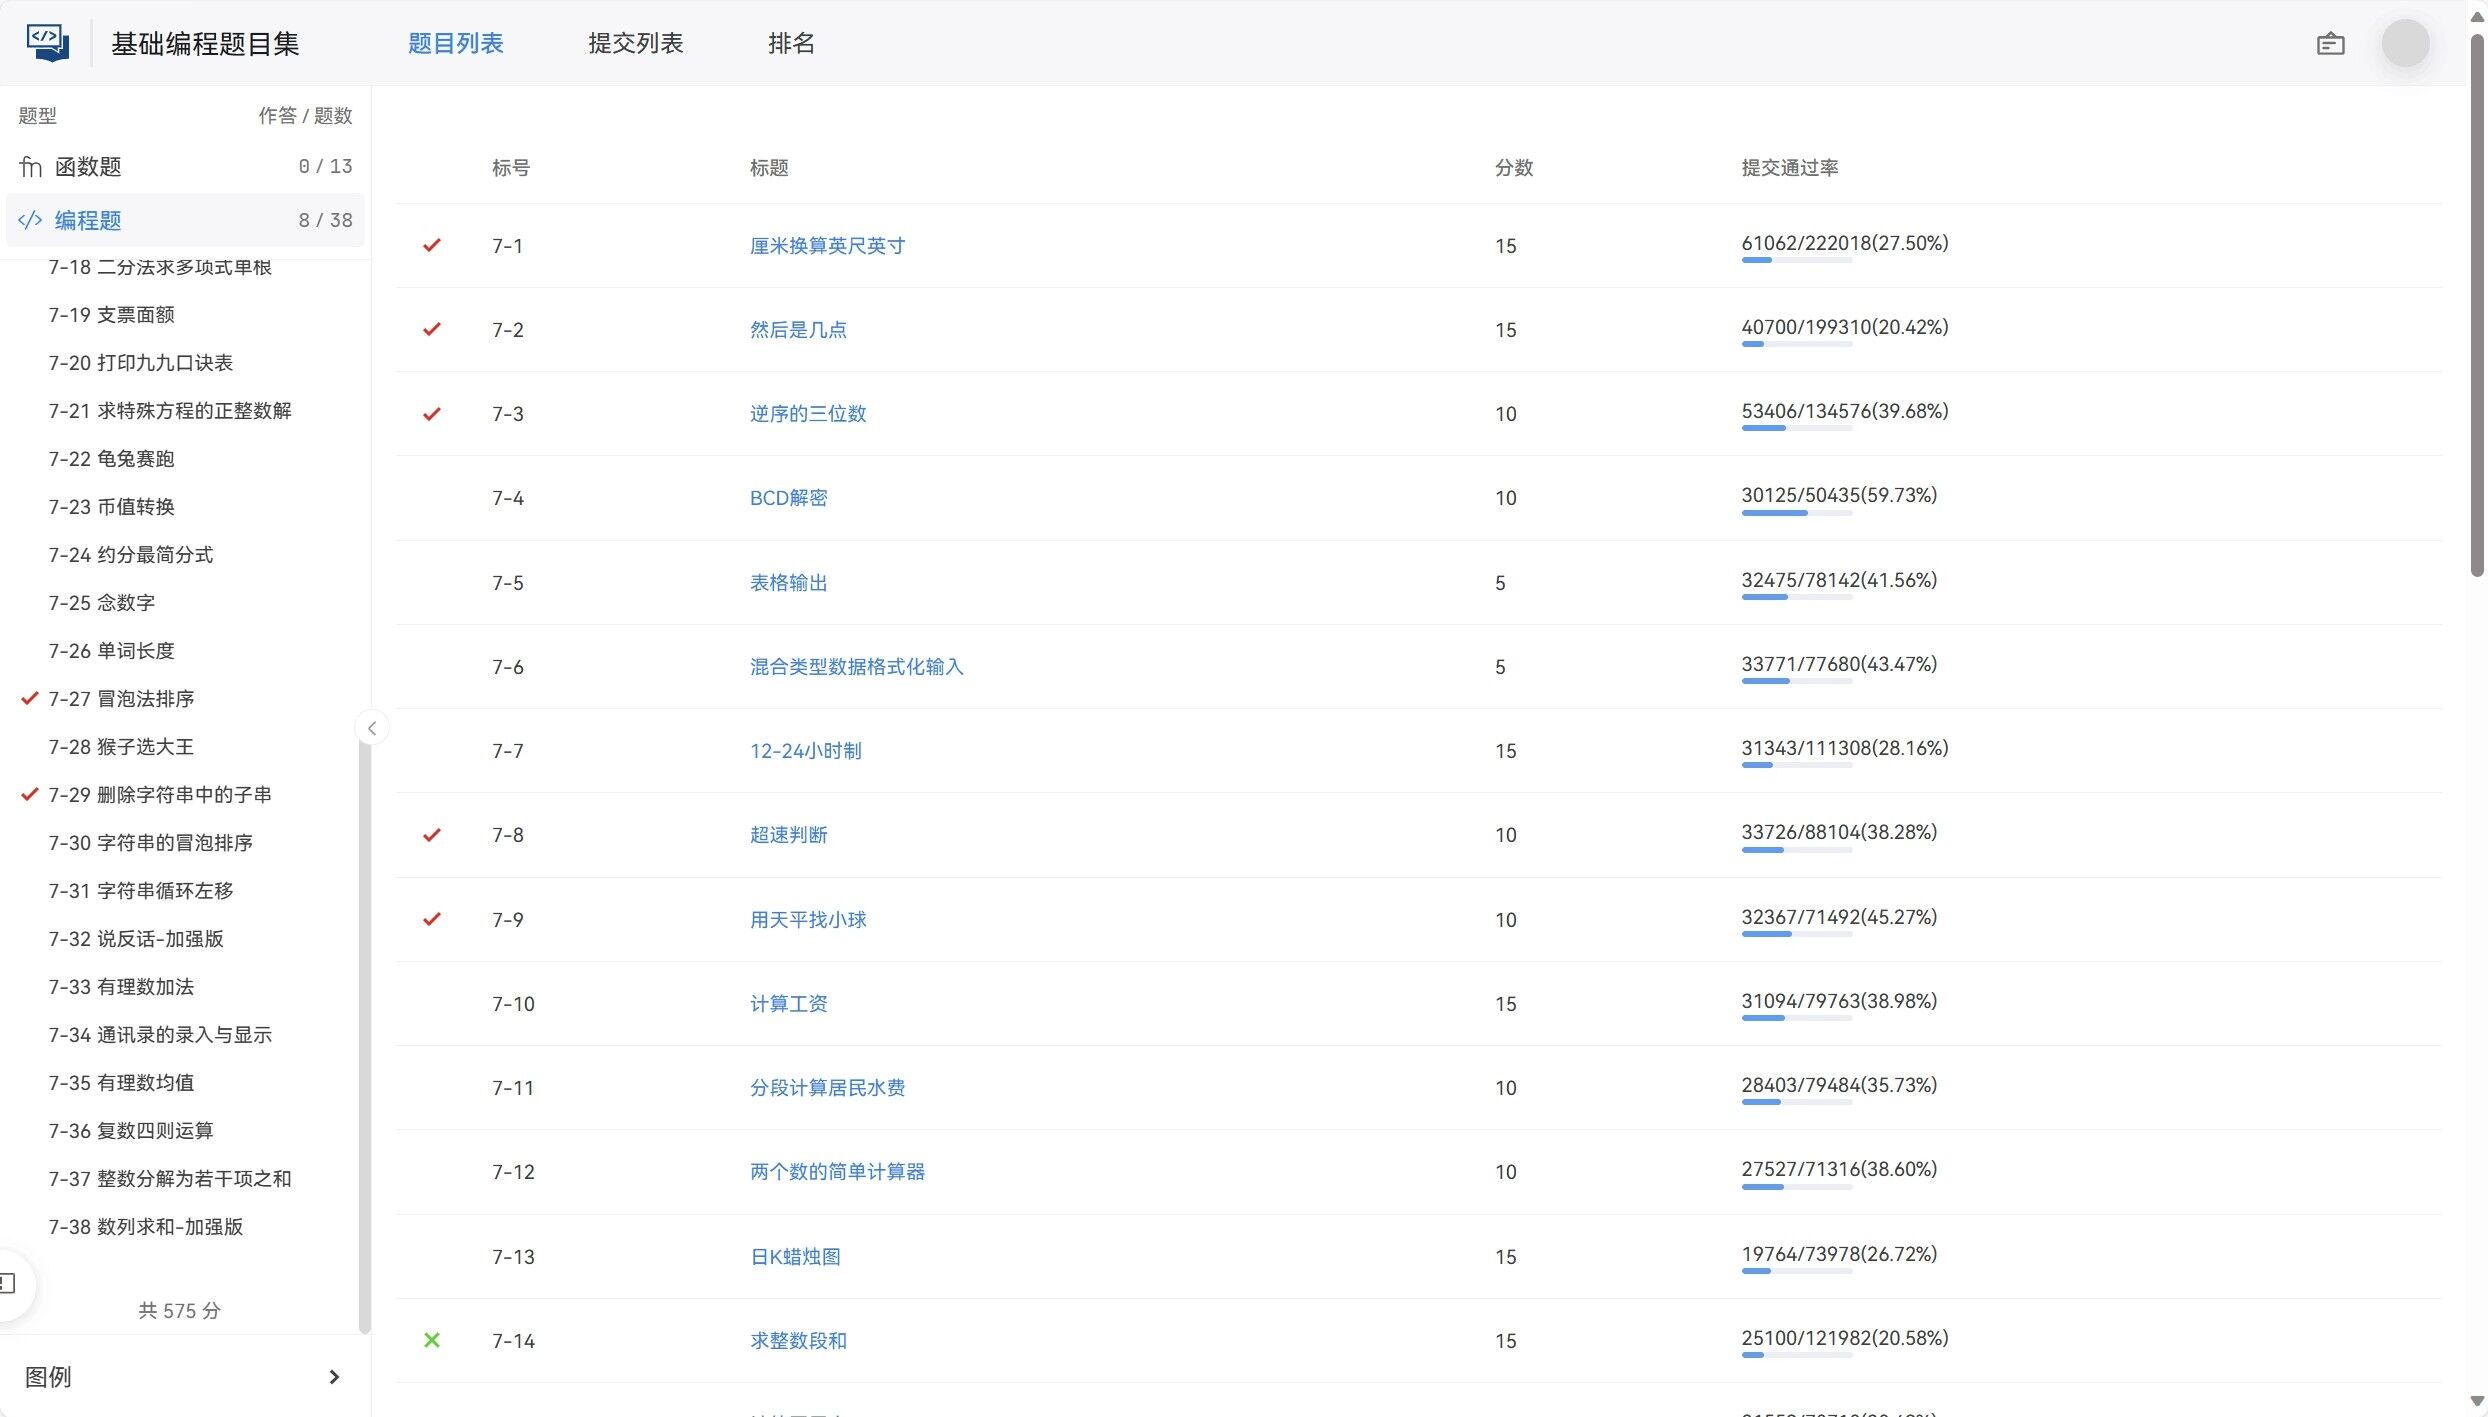 基础编程题目集
题目列表
提交列表
排名
题型
作答 / 题数
函数题
0 / 13
编程题
8 / 38
7-18 二分法求多项式单根
7-19 支票面额
7-20 打印九九口诀表
7-21 求特殊方程的正整数解
7-22 龟兔赛跑
7-23 币值转换
7-24 约分最简分式
7-25 念数字
7-26 单词长度
7-27 冒泡法排序
7-28 猴子选大王
7-29 删除字符串中的子串
7-30 字符串的冒泡排序
7-31 字符串循环左移
7-32 说反话-加强版
7-33 有理数加法
7-34 通讯录的录入与显示
7-35 有理数均值
7-36 复数四则运算
7-37 整数分解为若干项之和
7-38 数列求和-加强版
共 575 分
图例
标号 标题 分数 提交通过率
7-1 厘米换算英尺英寸 15 61062/222018(27.50%)
7-2 然后是几点 15 40700/199310(20.42%)
7-3 逆序的三位数 10 53406/134576(39.68%)
7-4 BCD解密 10 30125/50435(59.73%)
7-5 表格输出 5 32475/78142(41.56%)
7-6 混合类型数据格式化输入 5 33771/77680(43.47%)
7-7 12-24小时制 15 31343/111308(28.16%)
7-8 超速判断 10 33726/88104(38.28%)
7-9 用天平找小球 10 32367/71492(45.27%)
7-10 计算工资 15 31094/79763(38.98%)
7-11 分段计算居民水费 10 28403/79484(35.73%)
7-12 两个数的简单计算器 10 27527/71316(38.60%)
7-13 日K蜡烛图 15 19764/73978(26.72%)
7-14 求整数段和 15 25100/121982(20.58%)